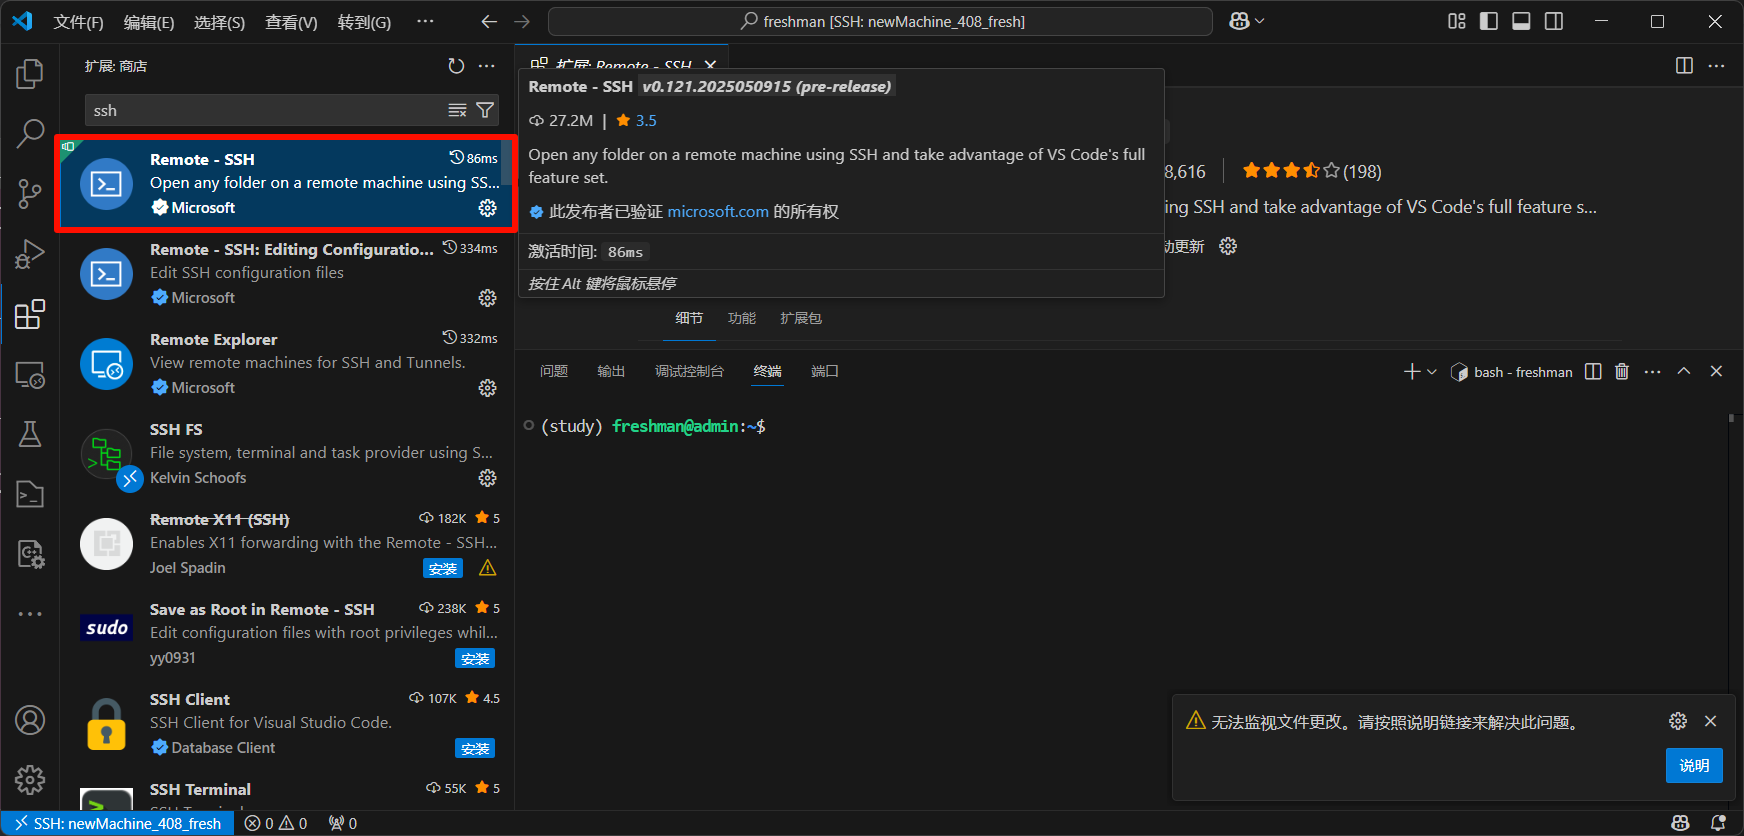 文件(F) 编辑(E) 选择(S) 查看(V) 转到(G) ··· freshman [SSH: newMachine_408_fresh]
扩展: 商店
ssh
Remote - SSH 86ms
Open any folder on a remote machine using SS...
Microsoft
Remote - SSH: Editing Configuratio... 334ms
Edit SSH configuration files
Microsoft
Remote Explorer 332ms
View remote machines for SSH and Tunnels.
Microsoft
SSH FS
File system, terminal and task provider using S...
Kelvin Schoofs
Remote X11 (SSH) 182K 5
Enables X11 forwarding with the Remote - SSH...
Joel Spadin 安装
sudo
Save as Root in Remote - SSH 238K 5
Edit configuration files with root privileges whil...
yy0931 安装
SSH Client 107K 4.5
SSH Client for Visual Studio Code.
Database Client 安装
SSH Terminal 55K 5
扩展: Remote - SSH
Remote - SSH v0.121.2025050915 (pre-release)
27.2M | 3.5
Open any folder on a remote machine using SSH and take advantage of VS Code's full
feature set.
此发布者已验证 microsoft.com 的所有权
激活时间: 86ms
按住 Alt 键将鼠标悬停
8,616 (198)
ing SSH and take advantage of VS Code's full feature s...
动更新
细节 功能 扩展包
问题 输出 调试控制台 终端 端口 bash - freshman
(study) freshman@admin:~$
无法监视文件更改。请按照说明链接来解决此问题。
说明
SSH: newMachine_408_fresh 0 0 0